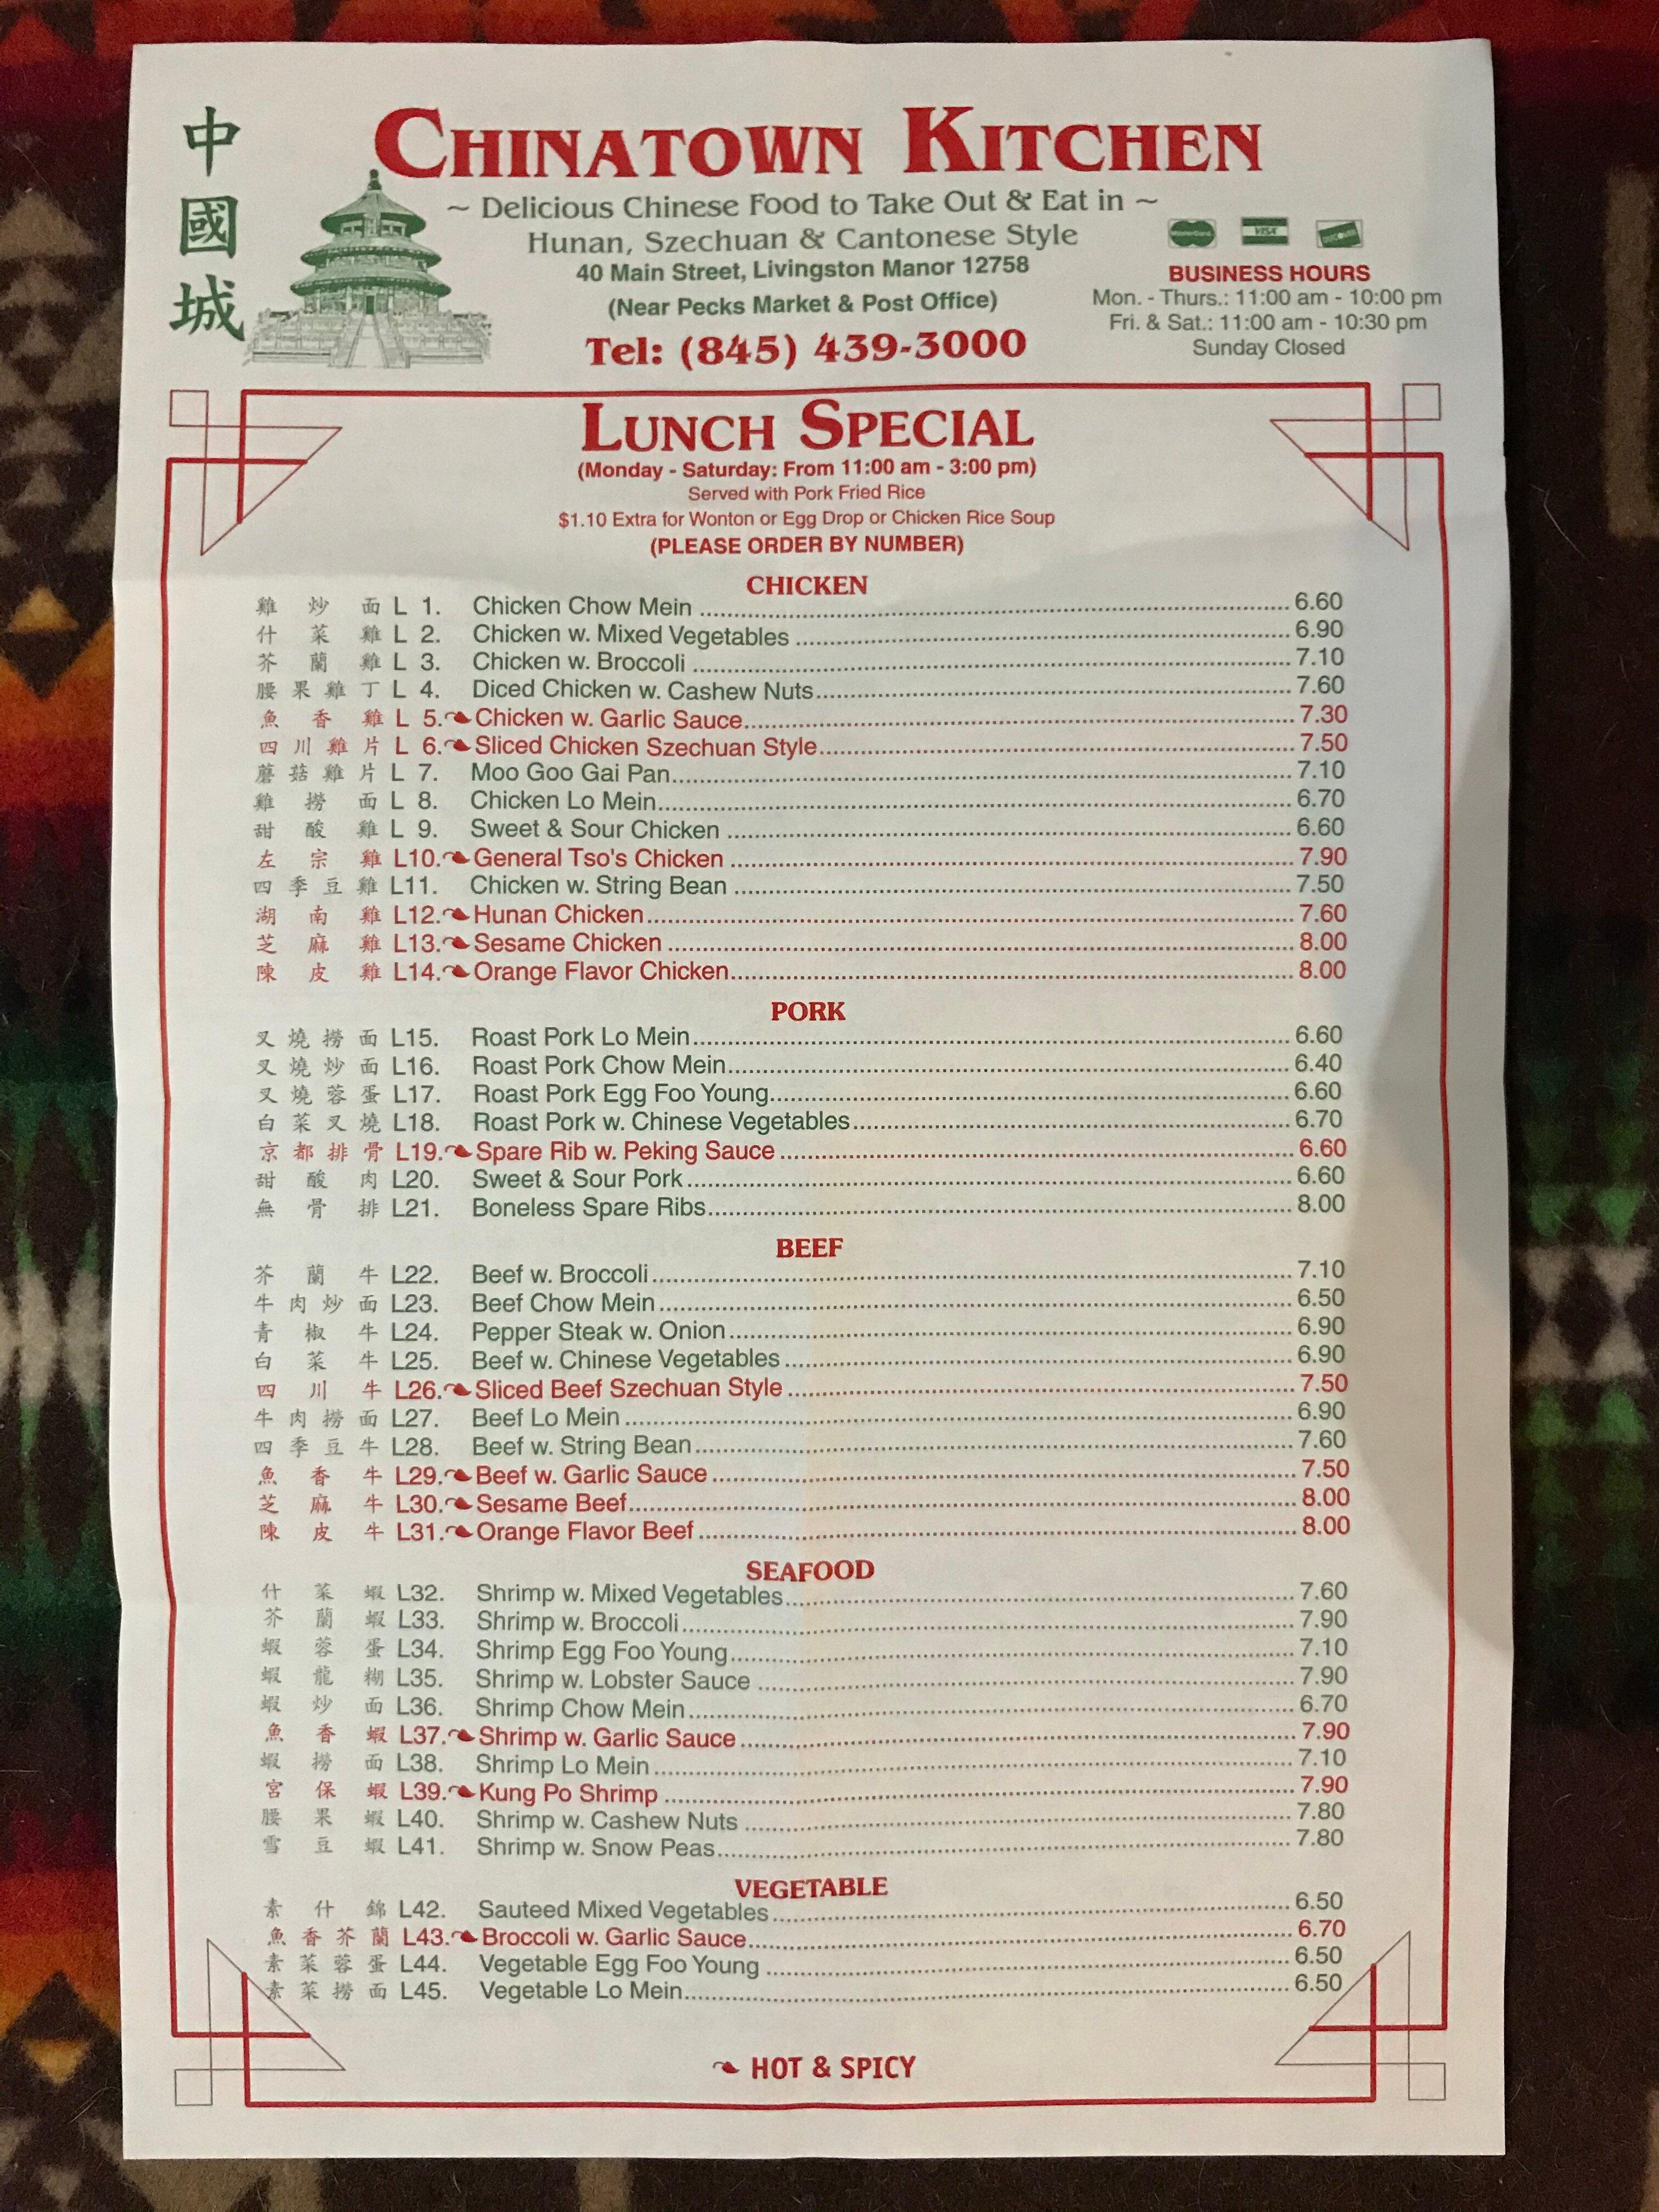 中國城
CHINATOWN KITCHEN
~ Delicious Chinese Food to Take Out & Eat in ~
Hunan, Szechuan & Cantonese Style
40 Main Street, Livingston Manor 12758
(Near Pecks Market & Post Office)
Tel: (845) 439-3000
MasterCard VISA DISCOVER
BUSINESS HOURS
Mon. - Thurs.: 11:00 am - 10:00 pm
Fri. & Sat.: 11:00 am - 10:30 pm
Sunday Closed
LUNCH SPECIAL
(Monday - Saturday: From 11:00 am - 3:00 pm)
Served with Pork Fried Rice
$1.10 Extra for Wonton or Egg Drop or Chicken Rice Soup
(PLEASE ORDER BY NUMBER)
CHICKEN
雞炒面 L 1. Chicken Chow Mein 6.60
什菜雞 L 2. Chicken w. Mixed Vegetables 6.90
芥蘭雞 L 3. Chicken w. Broccoli 7.10
腰果雞丁 L 4. Diced Chicken w. Cashew Nuts 7.60
魚香雞 L 5. Chicken w. Garlic Sauce 7.30
四川雞片 L 6. Sliced Chicken Szechuan Style 7.50
蘑菇雞片 L 7. Moo Goo Gai Pan 7.10
雞撈面 L 8. Chicken Lo Mein 6.70
甜酸雞 L 9. Sweet & Sour Chicken 6.60
左宗雞 L10. General Tso's Chicken 7.90
四季豆雞 L11. Chicken w. String Bean 7.50
湖南雞 L12. Hunan Chicken 7.60
芝麻雞 L13. Sesame Chicken 8.00
陳皮雞 L14. Orange Flavor Chicken 8.00
PORK
叉燒撈面 L15. Roast Pork Lo Mein 6.60
叉燒炒面 L16. Roast Pork Chow Mein 6.40
叉燒蓉蛋 L17. Roast Pork Egg Foo Young 6.60
白菜叉燒 L18. Roast Pork w. Chinese Vegetables 6.70
京都排骨 L19. Spare Rib w. Peking Sauce 6.60
甜酸肉 L20. Sweet & Sour Pork 6.60
無骨排 L21. Boneless Spare Ribs 8.00
BEEF
芥蘭牛 L22. Beef w. Broccoli 7.10
牛肉炒面 L23. Beef Chow Mein 6.50
青椒牛 L24. Pepper Steak w. Onion 6.90
白菜牛 L25. Beef w. Chinese Vegetables 6.90
四川牛 L26. Sliced Beef Szechuan Style 7.50
牛肉撈面 L27. Beef Lo Mein 6.90
四季豆牛 L28. Beef w. String Bean 7.60
魚香牛 L29. Beef w. Garlic Sauce 7.50
芝麻牛 L30. Sesame Beef 8.00
陳皮牛 L31. Orange Flavor Beef 8.00
SEAFOOD
什菜蝦 L32. Shrimp w. Mixed Vegetables 7.60
芥蘭蝦 L33. Shrimp w. Broccoli 7.90
蝦蓉蛋 L34. Shrimp Egg Foo Young 7.10
蝦龍糊 L35. Shrimp w. Lobster Sauce 7.90
蝦炒面 L36. Shrimp Chow Mein 6.70
魚香蝦 L37. Shrimp w. Garlic Sauce 7.90
蝦撈面 L38. Shrimp Lo Mein 7.10
宮保蝦 L39. Kung Po Shrimp 7.90
腰果蝦 L40. Shrimp w. Cashew Nuts 7.80
雪豆蝦 L41. Shrimp w. Snow Peas 7.80
VEGETABLE
素什錦 L42. Sauteed Mixed Vegetables 6.50
魚香芥蘭 L43. Broccoli w. Garlic Sauce 6.70
素菜蓉蛋 L44. Vegetable Egg Foo Young 6.50
素菜撈面 L45. Vegetable Lo Mein 6.50
HOT & SPICY